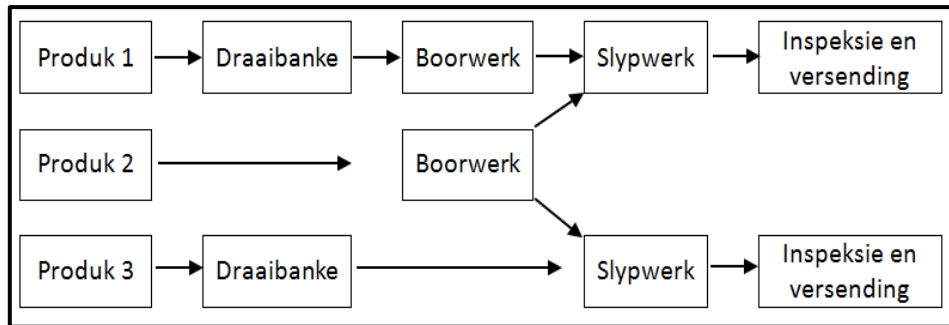 Produk 1
Draaibanke
Boorwerk
Slypwerk
Inspeksie en
versending
Produk 2
Boorwerk
Produk 3
Draaibanke
Slypwerk
Inspeksie en
versending